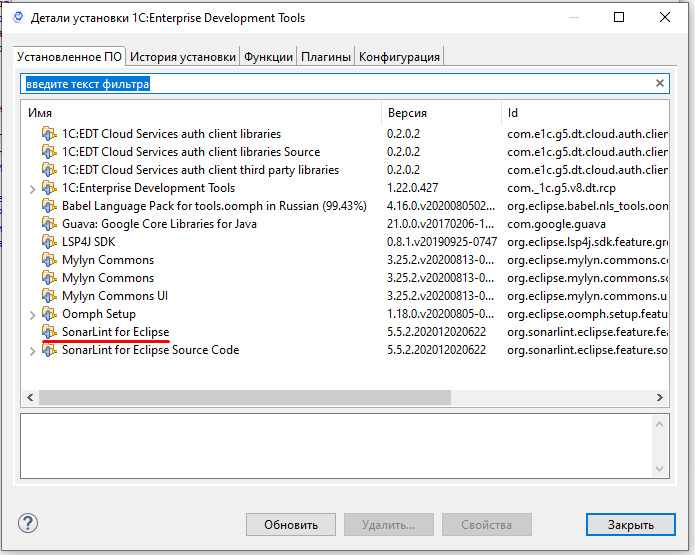 Детали установки 1C:Enterprise Development Tools
Установленное ПО История установки Функции Плагины Конфигурация
введите текст фильтра
Имя Версия Id
1C:EDT Cloud Services auth client libraries 0.2.0.2 com.e1c.g5.dt.cloud.auth.clien
1C:EDT Cloud Services auth client libraries Source 0.2.0.2 com.e1c.g5.dt.cloud.auth.clien
1C:EDT Cloud Services auth client third party libraries 0.2.0.2 com.e1c.g5.dt.cloud.auth.clien
1C:Enterprise Development Tools 1.22.0.427 com._1c.g5.v8.dt.rcp
Babel Language Pack for tools.oomph in Russian (99.43%) 4.16.0.v2020080502... org.eclipse.babel.nls_tools.oom
Guava: Google Core Libraries for Java 21.0.0.v20170206-1... com.google.guava
LSP4J SDK 0.8.1.v20190925-0747 org.eclipse.lsp4j.sdk.feature.gr
Mylyn Commons 3.25.2.v20200813-0... org.eclipse.mylyn.commons.cc
Mylyn Commons 3.25.2.v20200813-0... org.eclipse.mylyn.commons.sc
Mylyn Commons UI 3.25.2.v20200813-0... org.eclipse.mylyn.commons.u
Oomph Setup 1.18.0.v20200805-0... org.eclipse.oomph.setup.featur
SonarLint for Eclipse 5.5.2.202012020622 org.sonarlint.eclipse.feature.fea
SonarLint for Eclipse Source Code 5.5.2.202012020622 org.sonarlint.eclipse.feature.so
Обновить Удалить... Свойства Закрыть